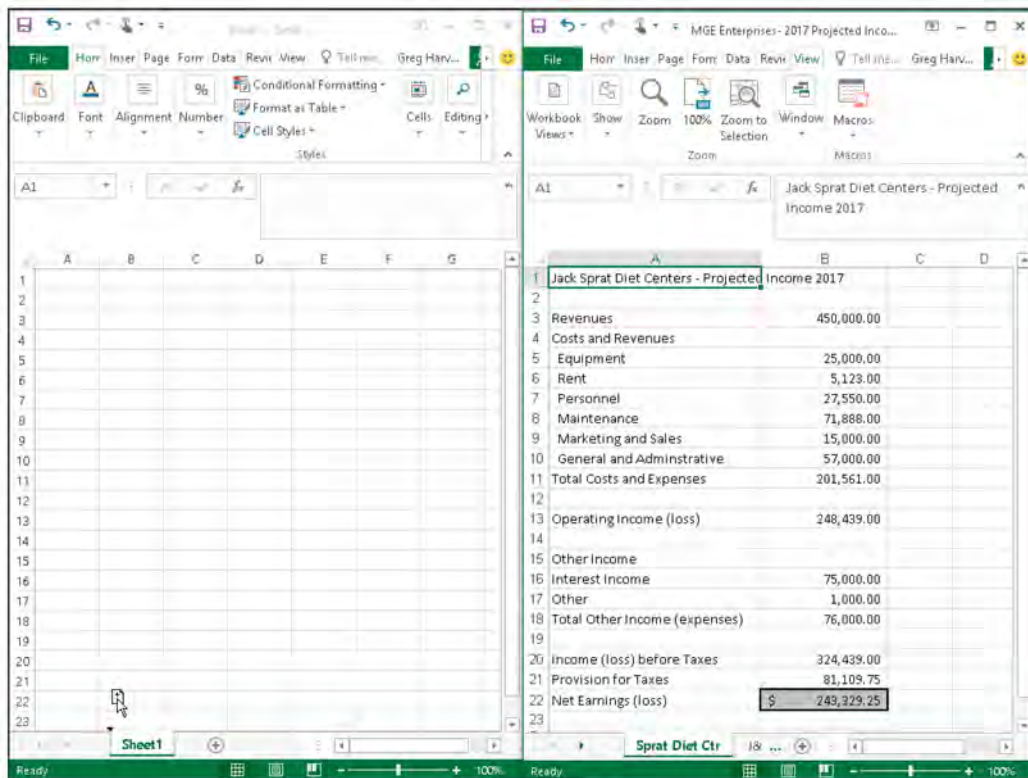 File Hom Inser Page Form Data Revi View Greg Harv...
Clipboard
Font
Alignment
Number
%
Conditional Formatting
Format as Table
Cell Styles
Styles
Cells
Editing
A1
fx
A B C D E F G
1
2
3
4
5
6
7
8
9
10
11
12
13
14
15
16
17
18
19
20
21
22
23
Sheet1
Ready
100%
MGE Enterprises - 2017 Projected Inco...
File Hom Inser Page Form Data Revi View Tell me... Greg Harv...
Workbook Views
Show
Zoom
100%
Zoom to Selection
Window
Macros
Zoom
Macros
A1
fx
Jack Sprat Diet Centers - Projected
Income 2017
A B C D
1 Jack Sprat Diet Centers - Projected Income 2017
2
3 Revenues 450,000.00
4 Costs and Revenues
5 Equipment 25,000.00
6 Rent 5,123.00
7 Personnel 27,550.00
8 Maintenance 71,888.00
9 Marketing and Sales 15,000.00
10 General and Adminstrative 57,000.00
11 Total Costs and Expenses 201,561.00
12
13 Operating Income (loss) 248,439.00
14
15 Other Income
16 Interest Income 75,000.00
17 Other 1,000.00
18 Total Other Income (expenses) 76,000.00
19
20 Income (loss) before Taxes 324,439.00
21 Provision for Taxes 81,109.75
22 Net Earnings (loss) $ 243,329.25
23
Sprat Diet Ctr J& ...
Ready
100%